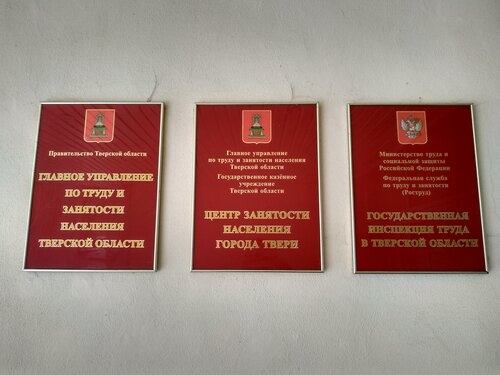 Правительство Тверской области
ГЛАВНОЕ УПРАВЛЕНИЕ
ПО ТРУДУ И
ЗАНЯТОСТИ
НАСЕЛЕНИЯ
ТВЕРСКОЙ ОБЛАСТИ
Главное управление
по труду и занятости населения
Тверской области
Государственное казённое
учреждение
Тверской области
ЦЕНТР ЗАНЯТОСТИ
НАСЕЛЕНИЯ
ГОРОДА ТВЕРИ
Министерство труда и
социальной защиты
Российской Федерации
Федеральная служба
по труду и занятости
(Роструд)
ГОСУДАРСТВЕННАЯ
ИНСПЕКЦИЯ ТРУДА
В ТВЕРСКОЙ ОБЛАСТИ